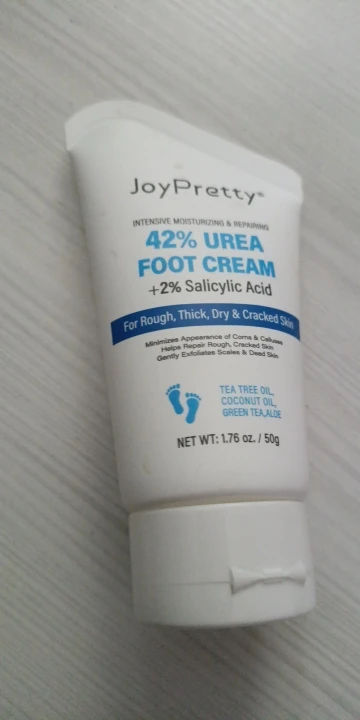 JoyPretty®
INTENSIVE MOISTURIZING & REPAIRING
42% UREA
FOOT CREAM
+2% Salicylic Acid
For Rough, Thick, Dry & Cracked Skin
Minimizes Appearance of Corns & Calluses
Helps Repair Rough, Cracked Skin
Gently Exfoliates Scales & Dead Skin
TEA TREE OIL,
COCONUT OIL,
GREEN TEA,ALOE
NET WT: 1.76 oz. / 50g